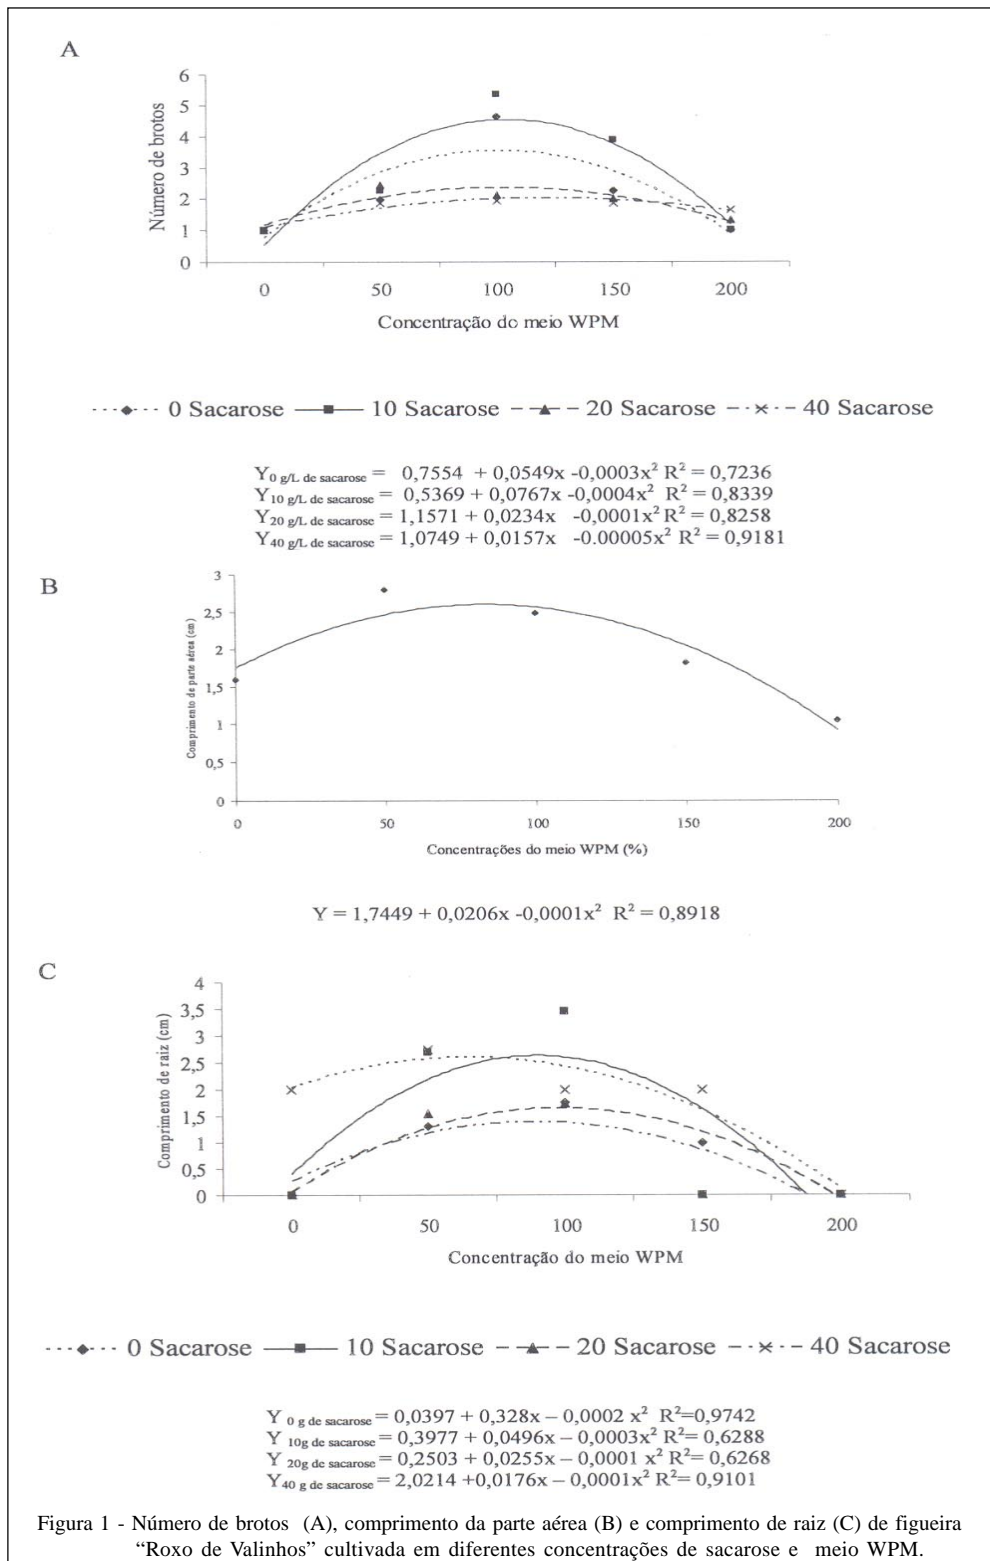 A
Número de brotos
6
5
4
3
2
1
0
0 50 100 150 200
Concentração do meio WPM
0 Sacarose 10 Sacarose 20 Sacarose 40 Sacarose
Y0 g/L de sacarose = 0,7554 + 0,0549x -0,0003x² R² = 0,7236
Y10 g/L de sacarose = 0,5369 + 0,0767x -0,0004x² R² = 0,8339
Y20 g/L de sacarose = 1,1571 + 0,0234x -0,0001x² R² = 0,8258
Y40 g/L de sacarose = 1,0749 + 0,0157x -0.00005x² R² = 0,9181
B
Comprimento de parte aérea (cm)
3
2,5
2
1,5
1
0,5
0
0 50 100 150 200
Concentrações do meio WPM (%)
Y = 1,7449 + 0,0206x -0,0001x² R² = 0,8918
C
Comprimento de raiz (cm)
4
3,5
3
2,5
2
1,5
1
0,5
0
0 50 100 150 200
Concentração do meio WPM
0 Sacarose 10 Sacarose 20 Sacarose 40 Sacarose
Y 0 g de sacarose = 0,0397 + 0,328x – 0,0002 x² R²=0,9742
Y 10g de sacarose = 0,3977 + 0,0496x – 0,0003x² R²= 0,6288
Y 20g de sacarose = 0,2503 + 0,0255x – 0,0001 x² R²= 0,6268
Y40 g de sacarose = 2,0214 +0,0176x – 0,0001x² R²= 0,9101
Figura 1 - Número de brotos (A), comprimento da parte aérea (B) e comprimento de raiz (C) de figueira
“Roxo de Valinhos” cultivada em diferentes concentrações de sacarose e meio WPM.